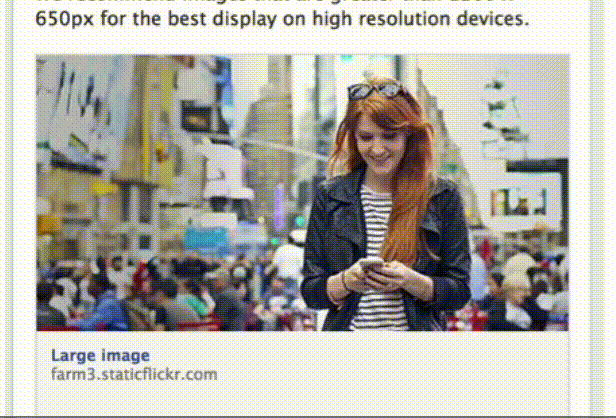 650px for the best display on high resolution devices.
Large image
farm3.staticflickr.com